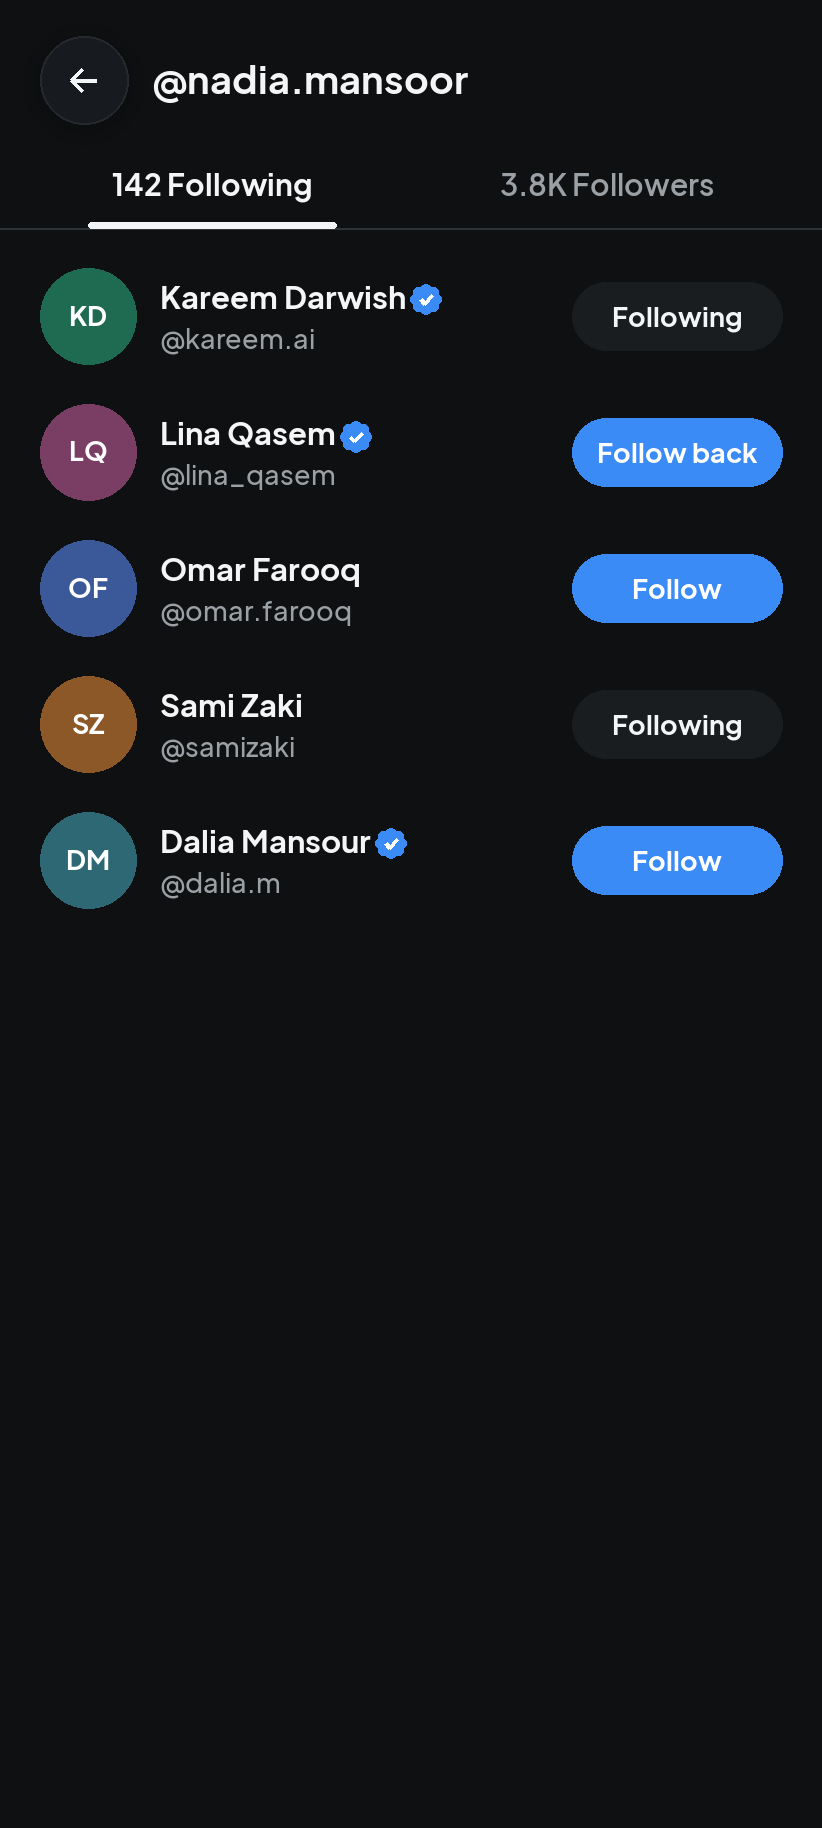 @nadia.mansoor
142 Following
3.8K Followers
KD
Kareem Darwish
@kareem.ai
Following
LQ
Lina Qasem
@lina_qasem
Follow back
OF
Omar Farooq
@omar.farooq
Follow
SZ
Sami Zaki
@samizaki
Following
DM
Dalia Mansour
@dalia.m
Follow